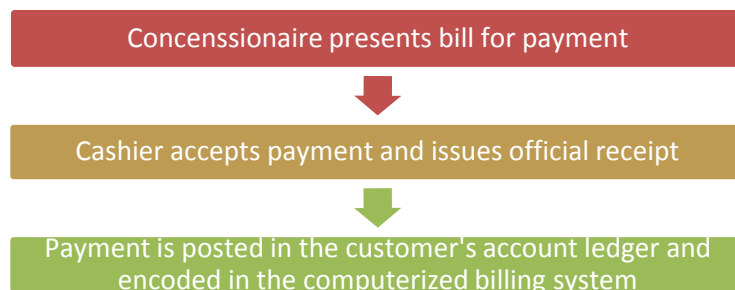 Concenssionaire presents bill for payment
Cashier accepts payment and issues official receipt
Payment is posted in the customer's account ledger and
encoded in the computerized billing system